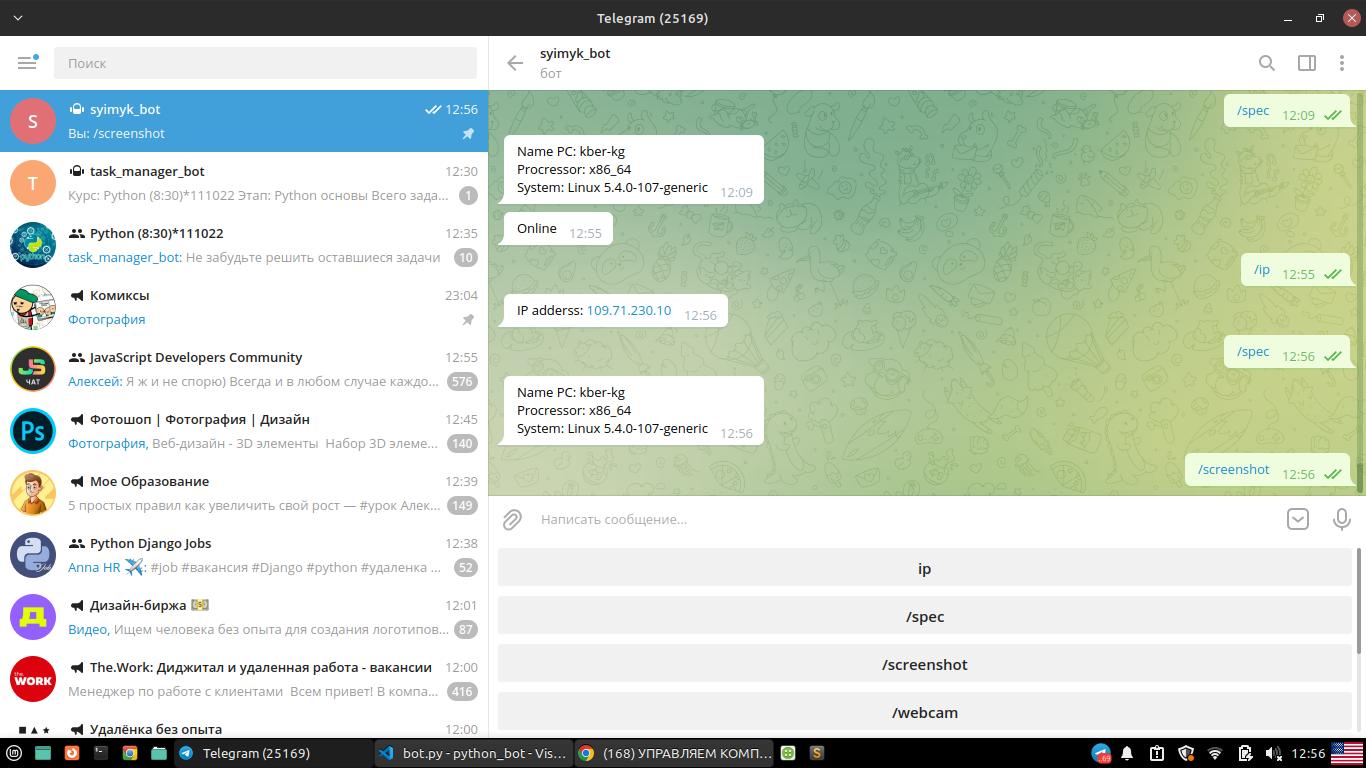 Telegram (25169)
Поиск
syimyk_bot 12:56
Вы: /screenshot
task_manager_bot 12:30
Курс: Python (8:30)*111022 Этап: Python основы Всего зада... 1
Python (8:30)*111022 12:35
task_manager_bot: Не забудьте решить оставшиеся задачи 10
Комиксы 23:04
Фотография
JavaScript Developers Community 12:55
Алексей: Я ж и не спорю) Всегда и в любом случае каждо... 576
Фотошоп | Фотография | Дизайн 12:45
Фотография, Веб-дизайн - 3D элементы Набор 3D элеме... 140
Мое Образование 12:39
5 простых правил как увеличить свой рост — #урок Алек... 149
Python Django Jobs 12:38
Anna HR ✈️: #job #вакансия #Django #python #удаленка ... 52
Дизайн-биржа 💵 12:01
Видео, Ищем человека без опыта для создания логотипов... 87
The.Work: Диджитал и удаленная работа - вакансии 12:00
Менеджер по работе с клиентами Всем привет! В компа... 416
Удалёнка без опыта 12:00
S
T
python
JS
ЧАТ
Ps
Job
Д
the
WORK
syimyk_bot
бот
/spec 12:09
Name PC: kber-kg
Procressor: x86_64
System: Linux 5.4.0-107-generic 12:09
Online 12:55
/ip 12:55
IP adderss: 109.71.230.10 12:56
/spec 12:56
Name PC: kber-kg
Procressor: x86_64
System: Linux 5.4.0-107-generic 12:56
/screenshot 12:56
Написать сообщение...
ip
/spec
/screenshot
/webcam
Telegram (25169)
bot.py - python_bot - Vis...
(168) УПРАВЛЯЕМ КОМП...
S
12:56